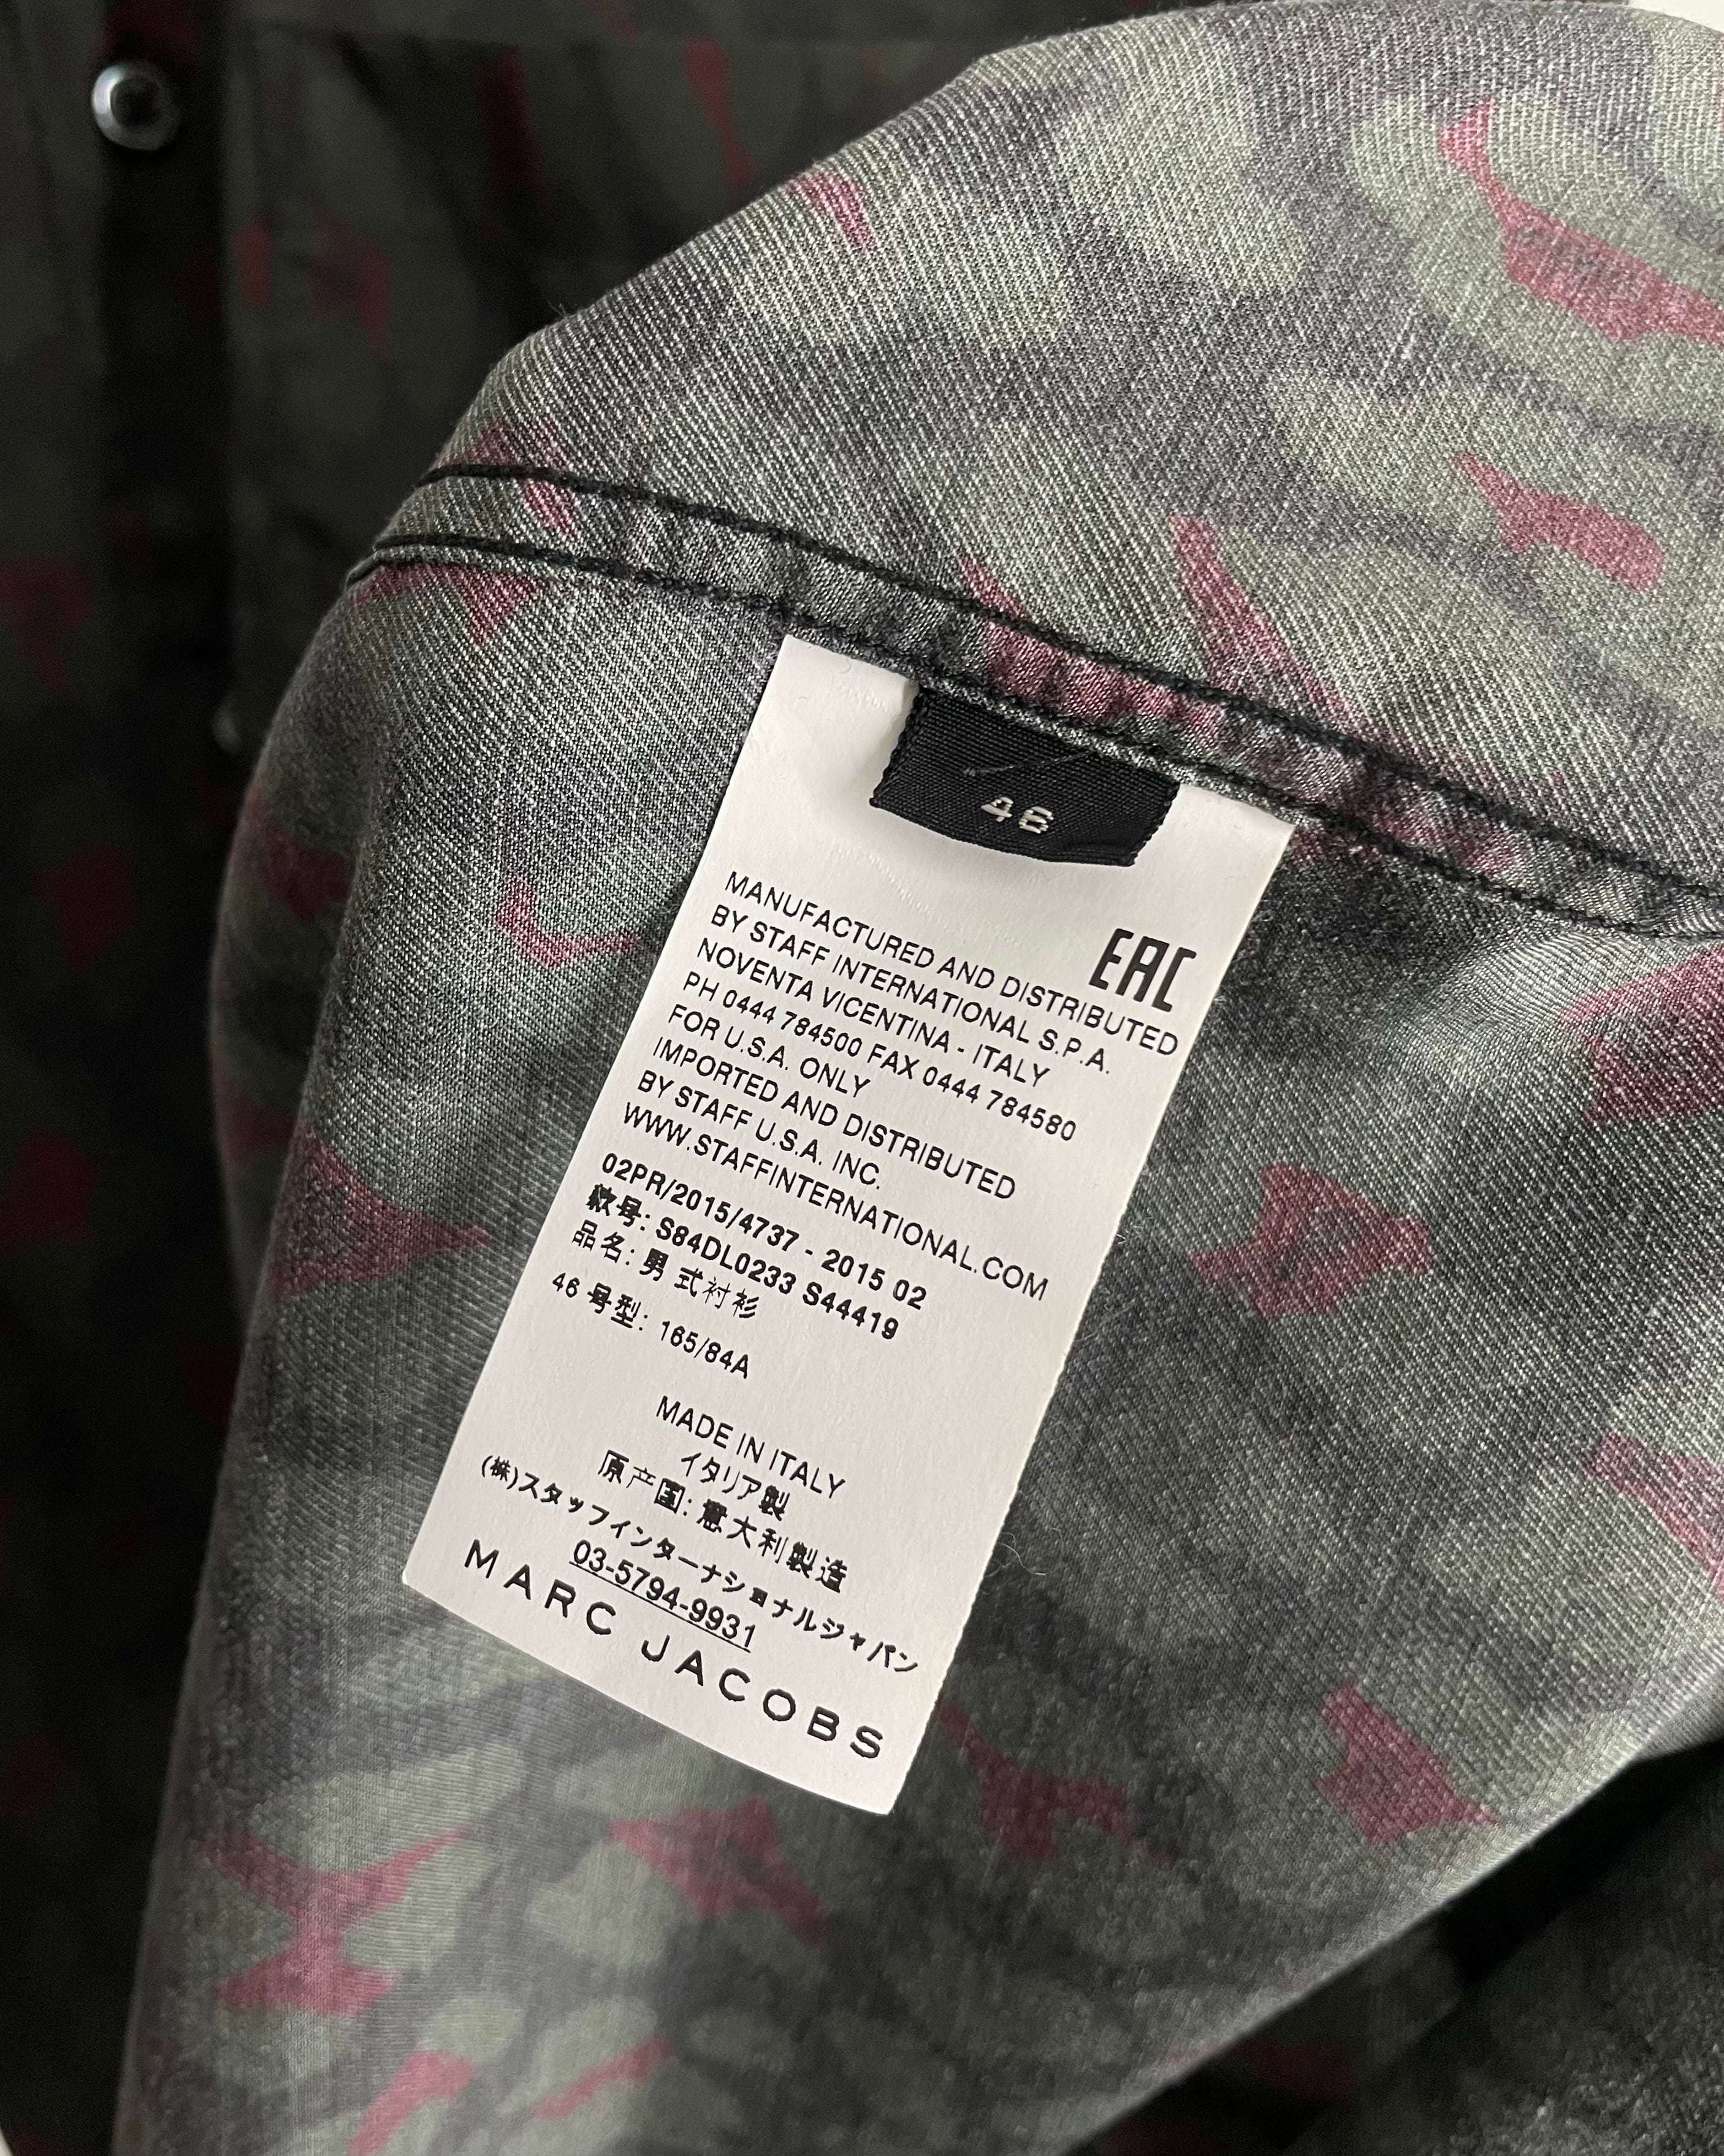 46
EAC
MANUFACTURED AND DISTRIBUTED
BY STAFF INTERNATIONAL S.P.A.
NOVENTA VICENTINA - ITALY
PH 0444 784500 FAX 0444 784580
FOR U.S.A. ONLY
IMPORTED AND DISTRIBUTED
BY STAFF U.S.A. INC.
WWW.STAFFINTERNATIONAL.COM
02PR/2015/4737 - 2015 02
款号: S84DL0233 S44419
品名: 男式衬衫
46 号型: 165/84A
MADE IN ITALY
イタリア製
原产国: 意大利製造
(株)スタッフインターナショナルジャパン
03-5794-9931
MARC JACOBS